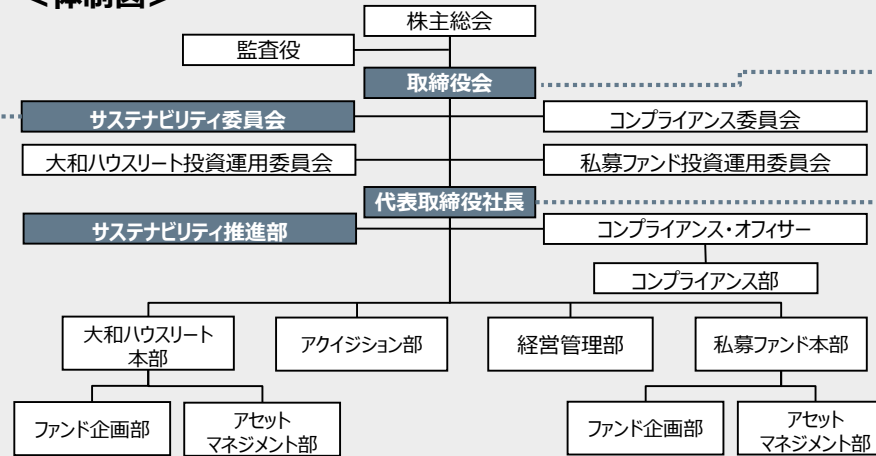 ＜体制図＞
株主総会
監査役
取締役会
サステナビリティ委員会
コンプライアンス委員会
大和ハウスリート投資運用委員会
私募ファンド投資運用委員会
代表取締役社長
サステナビリティ推進部
コンプライアンス・オフィサー
コンプライアンス部
大和ハウスリート
本部
アクイジション部
経営管理部
私募ファンド本部
ファンド企画部
アセット
マネジメント部
ファンド企画部
アセット
マネジメント部